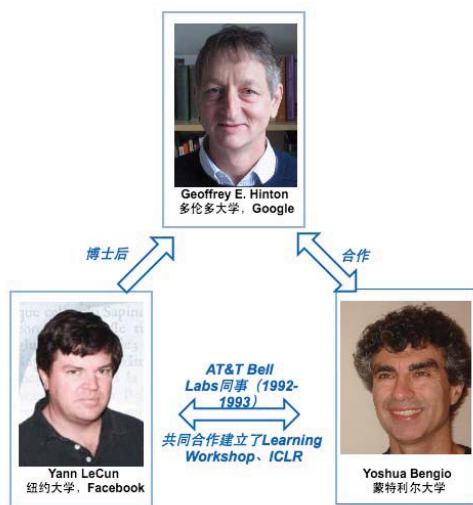 Geoffrey E. Hinton
多伦多大学，Google
博士后
合作
AT&T Bell
Labs同事（1992-
1993）
共同合作建立了Learning
Workshop、ICLR
Yann LeCun
纽约大学，Facebook
Yoshua Bengio
蒙特利尔大学